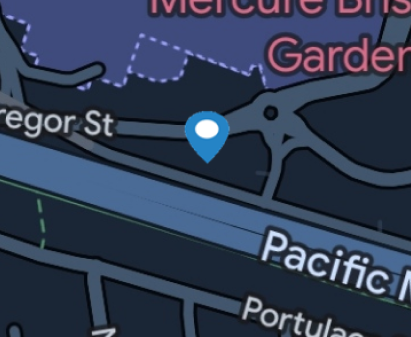 Mercure Bris
Garden
regor St
Pacific M
Portulac